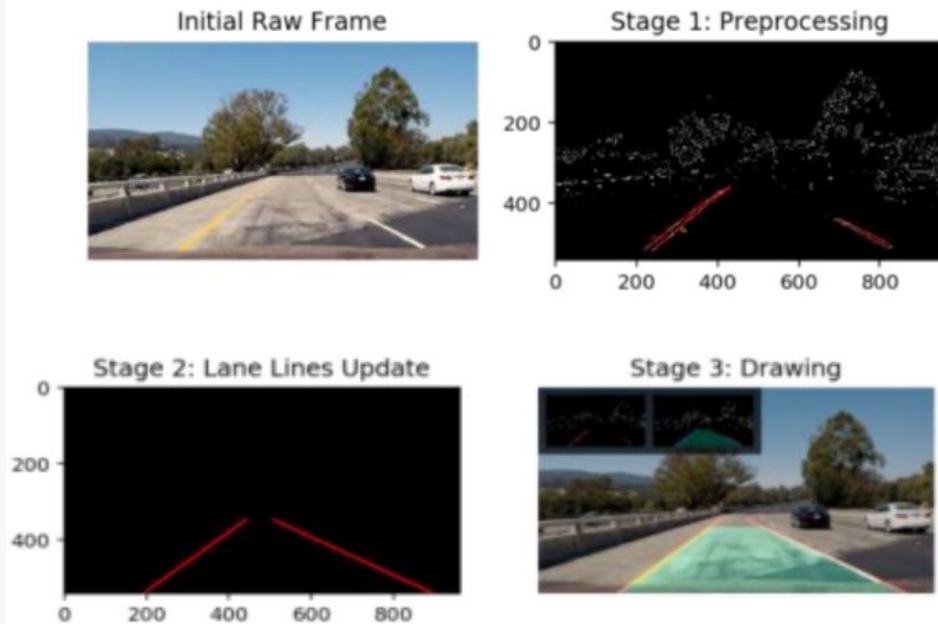 Initial Raw Frame
Stage 1: Preprocessing
0
200
400
0 200 400 600 800
Stage 2: Lane Lines Update
0
200
400
0 200 400 600 800
Stage 3: Drawing